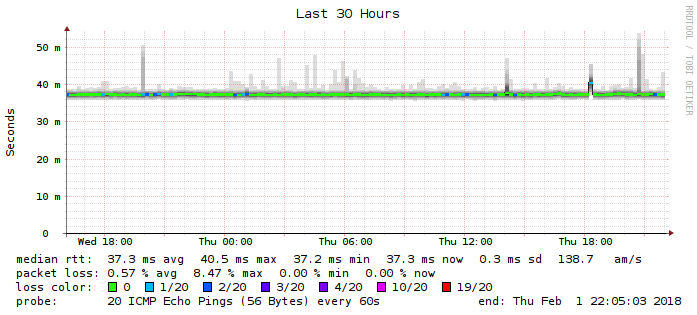 Last 30 Hours
RRDTOOL / TOBI OETIKER
Seconds
50 m
40 m
30 m
20 m
10 m
0
Wed 18:00 Thu 00:00 Thu 06:00 Thu 12:00 Thu 18:00
median rtt: 37.3 ms avg 40.5 ms max 37.2 ms min 37.3 ms now 0.3 ms sd 138.7 am/s
packet loss: 0.57 % avg 8.47 % max 0.00 % min 0.00 % now
loss color: 0 1/20 2/20 3/20 4/20 10/20 19/20
probe: 20 ICMP Echo Pings (56 Bytes) every 60s end: Thu Feb 1 22:05:03 2018